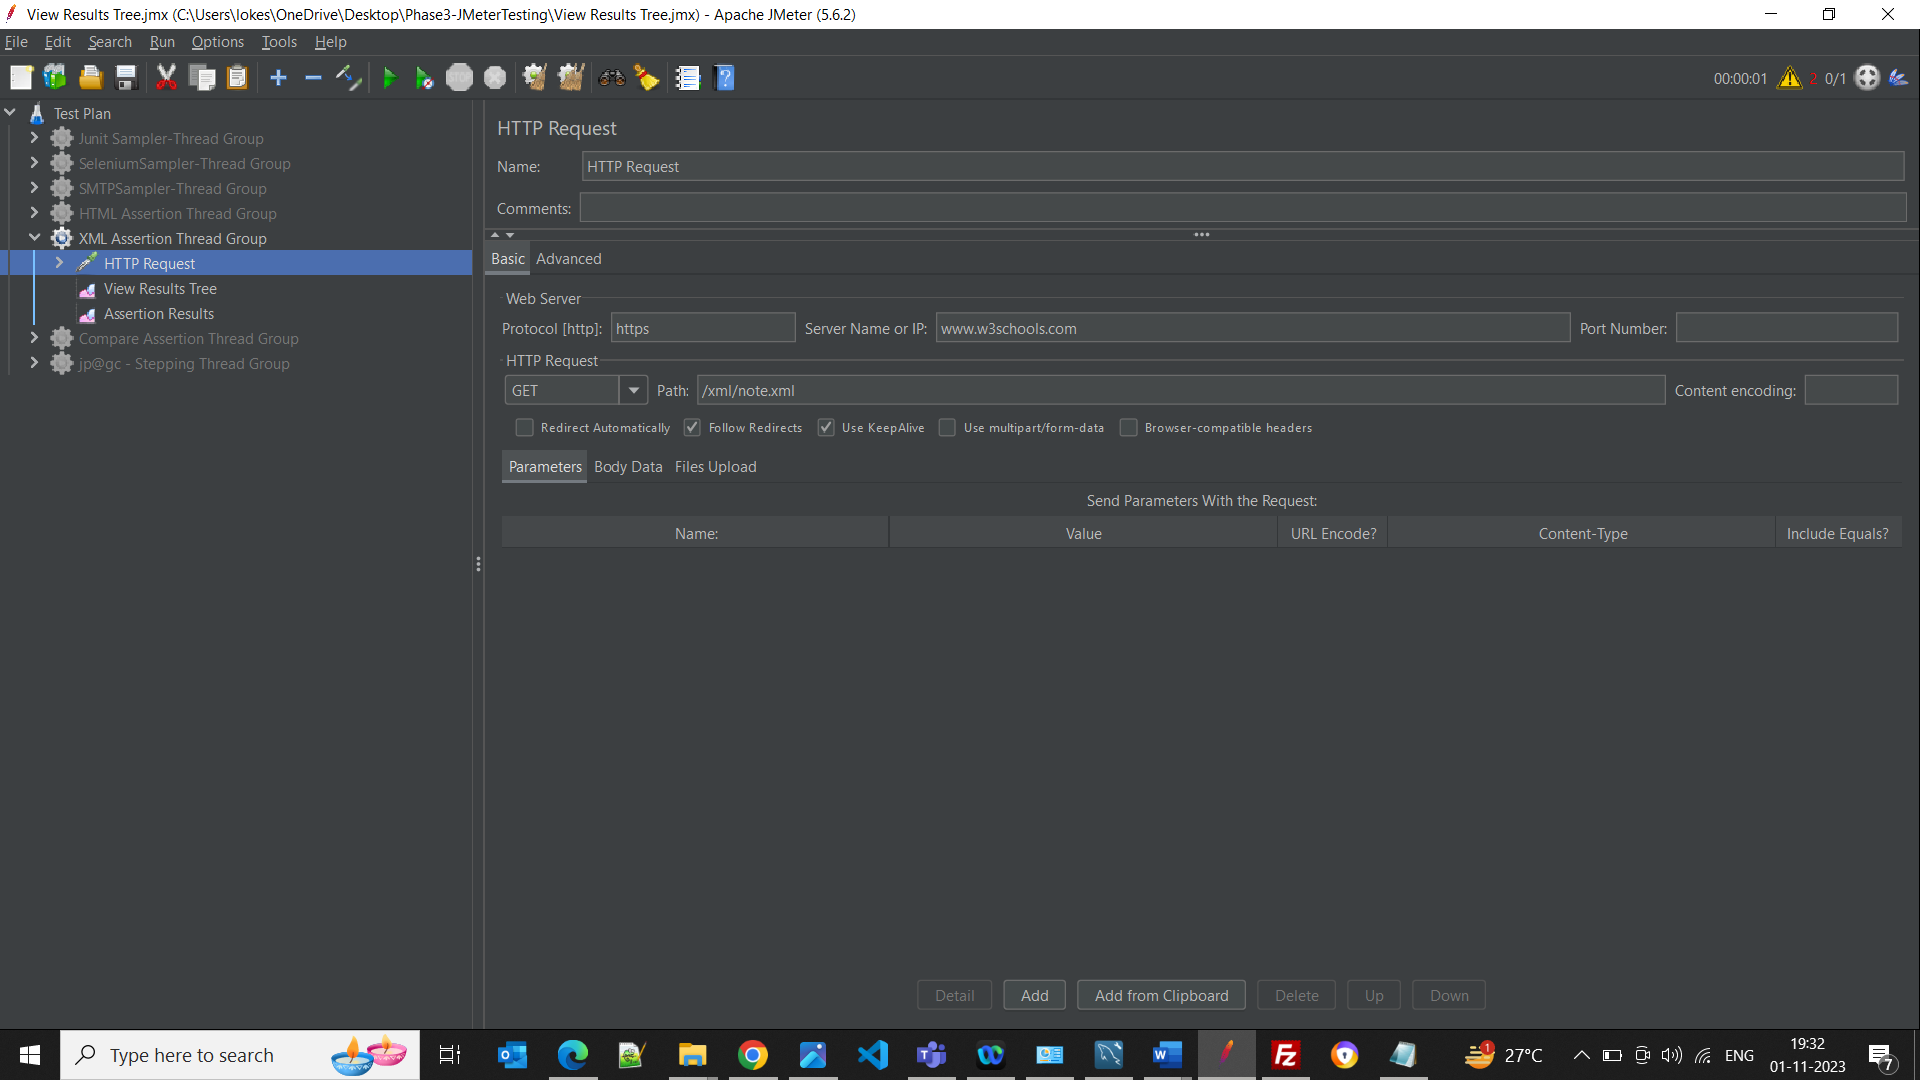 View Results Tree.jmx (C:\Users\lokes\OneDrive\Desktop\Phase3-JMeterTesting\View Results Tree.jmx) - Apache JMeter (5.6.2)
File Edit Search Run Options Tools Help
STOP
00:00:01 2 0/1
Test Plan
Junit Sampler-Thread Group
SeleniumSampler-Thread Group
SMTPSampler-Thread Group
HTML Assertion Thread Group
XML Assertion Thread Group
HTTP Request
View Results Tree
Assertion Results
Compare Assertion Thread Group
jp@gc - Stepping Thread Group
HTTP Request
Name: HTTP Request
Comments:
Basic Advanced
Web Server
Protocol [http]: https Server Name or IP: www.w3schools.com Port Number:
HTTP Request
GET Path: /xml/note.xml Content encoding:
Redirect Automatically Follow Redirects Use KeepAlive Use multipart/form-data Browser-compatible headers
Parameters Body Data Files Upload
Send Parameters With the Request:
Name: Value URL Encode? Content-Type Include Equals?
Detail Add Add from Clipboard Delete Up Down
Type here to search
1 27°C ENG 19:32
01-11-2023 7